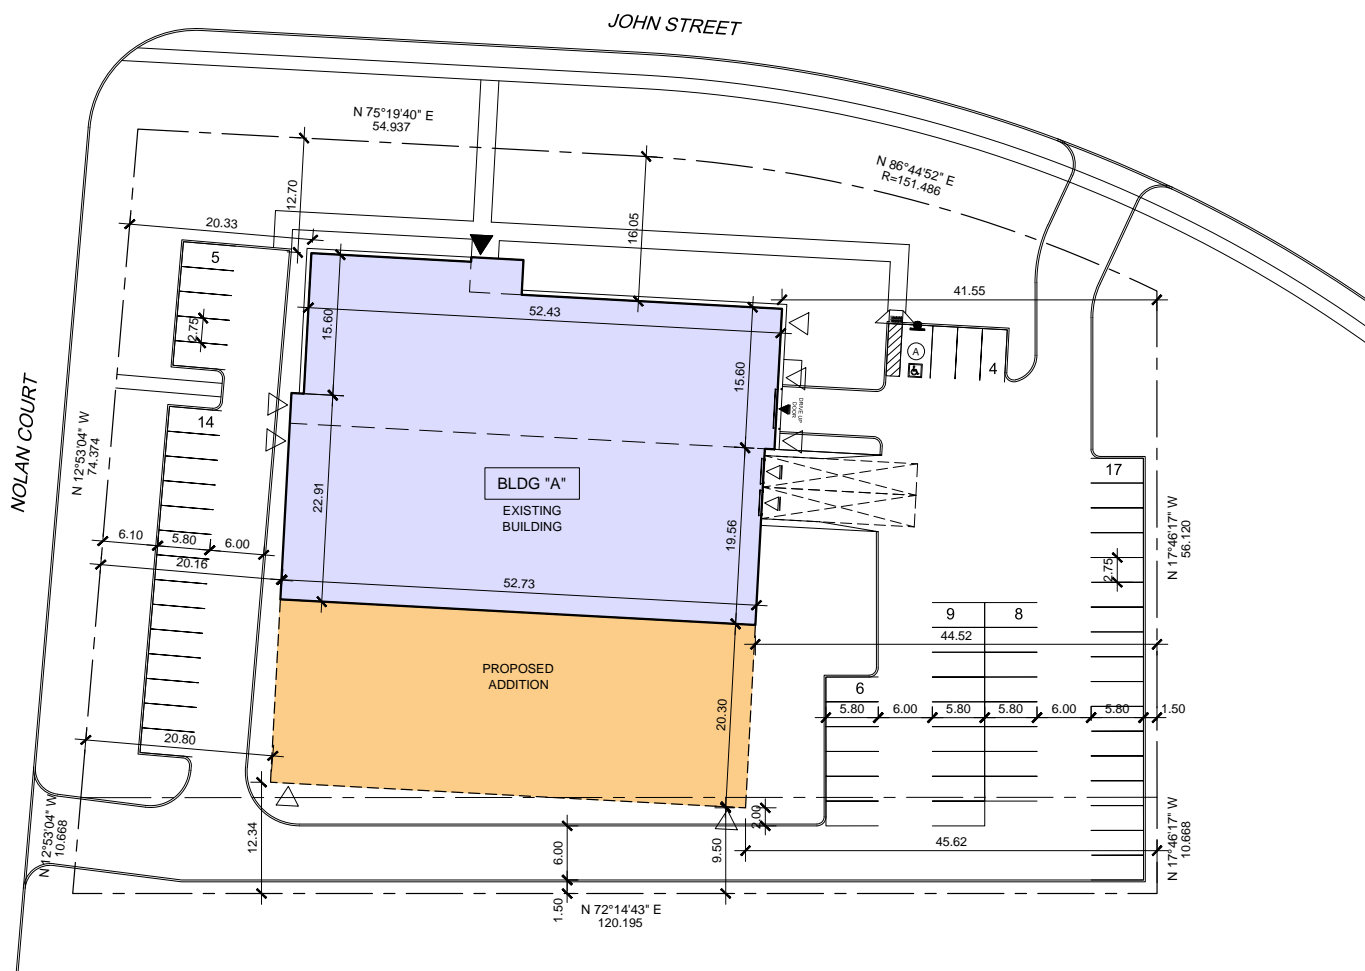 JOHN STREET
N 75°19'40" E
54.937
N 86°44'52" E
R=151.486
12.70
20.33
16.05
5
2.75
15.60
52.43
41.55
15.60
4
A
DRIVE UP
DOOR
NOLAN COURT
14
N 12°53'04" W
74.374
BLDG "A"
EXISTING
BUILDING
22.91
19.56
17
6.10
5.80
6.00
20.16
52.73
2.75
N 17°46'17" W
56.120
9
8
44.52
PROPOSED
ADDITION
6
5.80
6.00
5.80
5.80
6.00
5.80
1.50
20.30
20.80
N 12°53'04" W
10.668
12.34
2.00
9.50
6.00
45.62
N 17°46'17" W
10.668
1.50
N 72°14'43" E
120.195